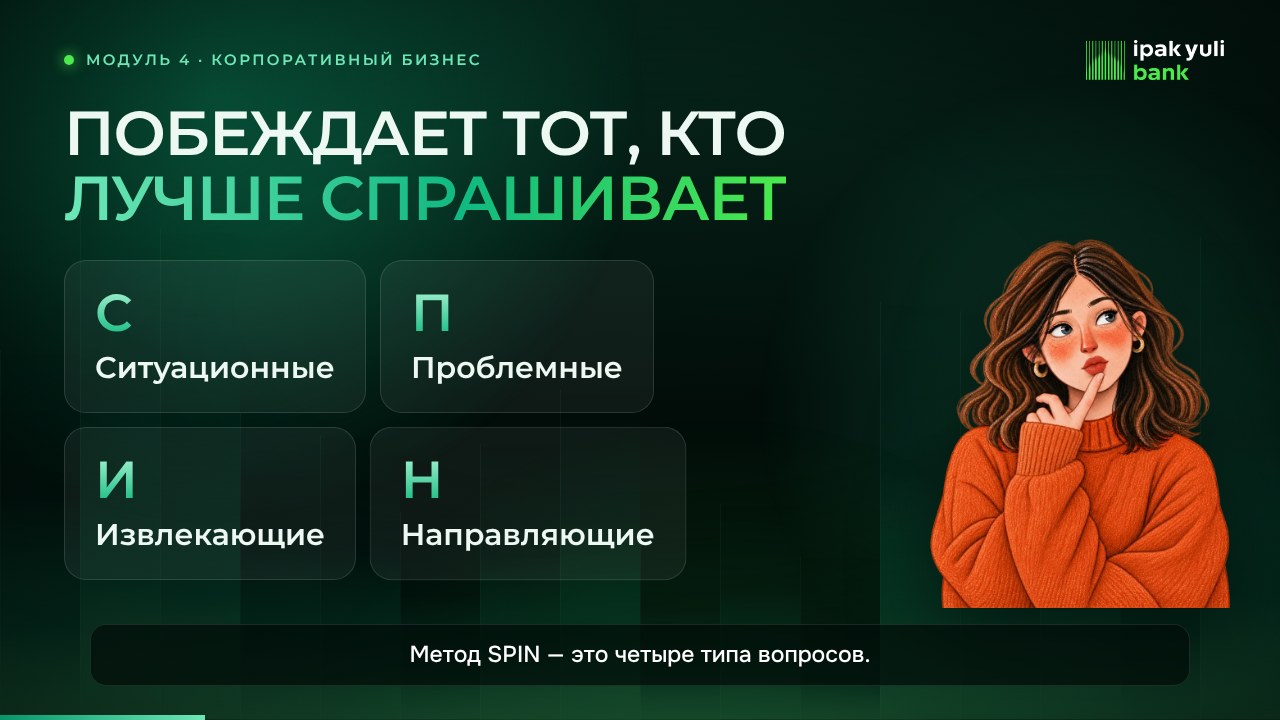 МОДУЛЬ 4 · КОРПОРАТИВНЫЙ БИЗНЕС
ipak yuli
bank
ПОБЕЖДАЕТ ТОТ, КТО
ЛУЧШЕ СПРАШИВАЕТ
С
Ситуационные
П
Проблемные
И
Извлекающие
Н
Направляющие
Метод SPIN — это четыре типа вопросов.